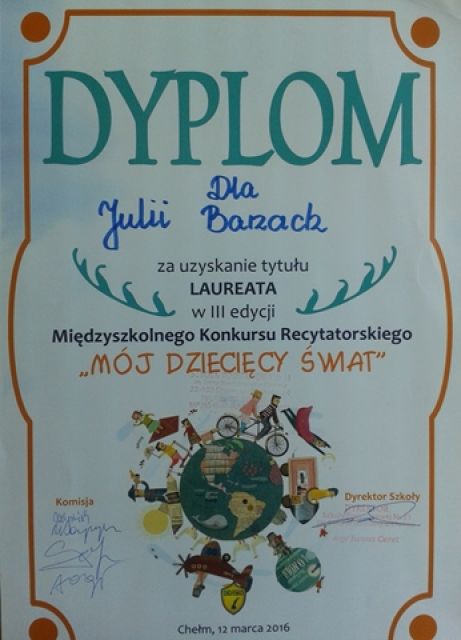 DYPLOM
Dla
Julii Barack
za uzyskanie tytułu
LAUREATA
w III edycji
Międzyszkolnego Konkursu Recytatorskiego
„MÓJ DZIECIĘCY ŚWIAT”
Komisja
Dyrektor Szkoły
Chełm, 12 marca 2016